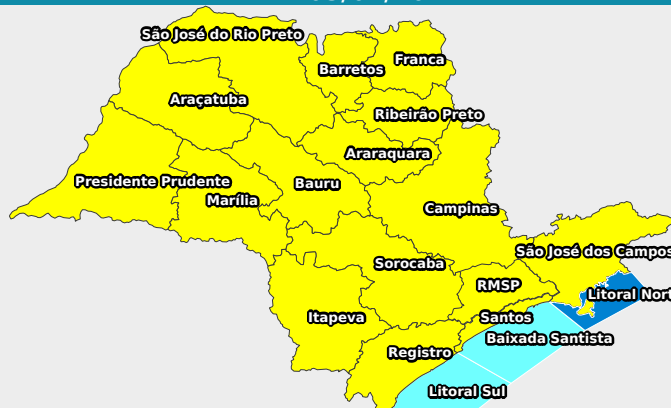 São José do Rio Preto
Franca
Barretos
Araçatuba
Ribeirão Preto
Araraquara
Presidente Prudente
Bauru
Marília
Campinas
São José dos Campos
Sorocaba
RMSP
Litoral Nort
Itapeva
Santos
Baixada Santista
Registro
Litoral Sul